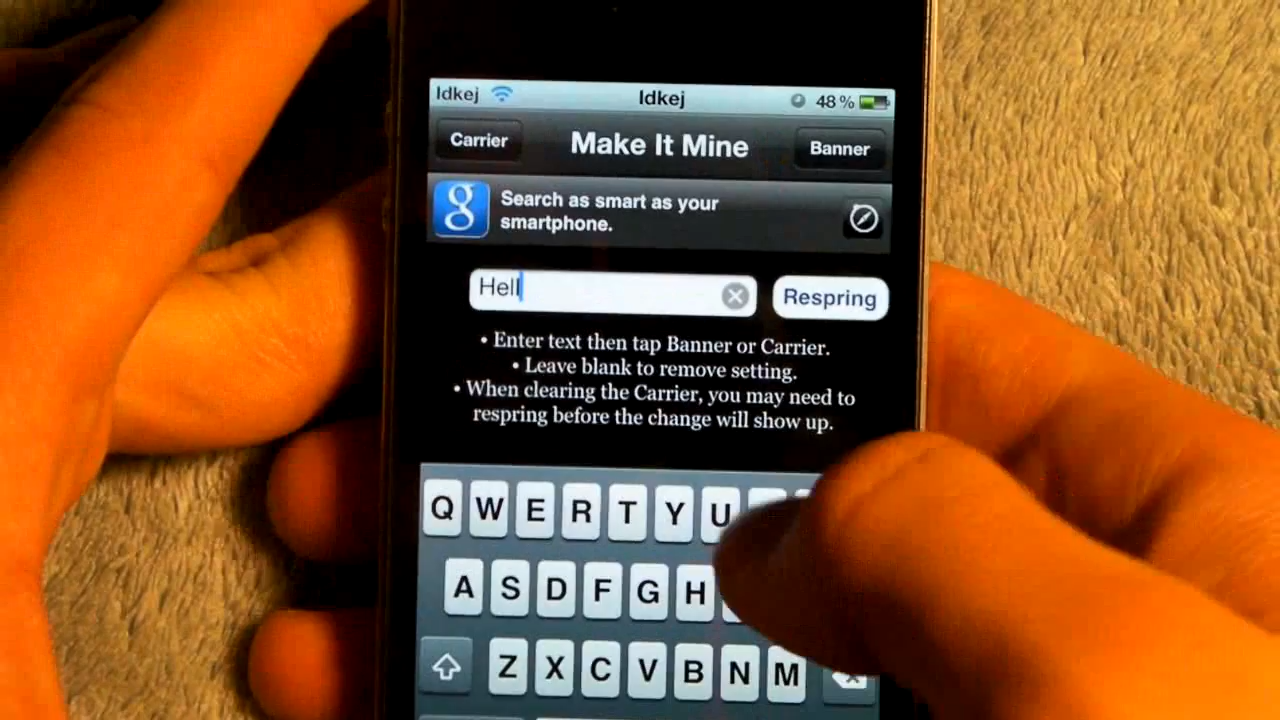 Idkej Idkej 48%
Carrier Make It Mine Banner
g Search as smart as your
smartphone.
Hell Respring
• Enter text then tap Banner or Carrier.
• Leave blank to remove setting.
• When clearing the Carrier, you may need to
respring before the change will show up.
Q W E R T Y U
A S D F G H
Z X C V B N M